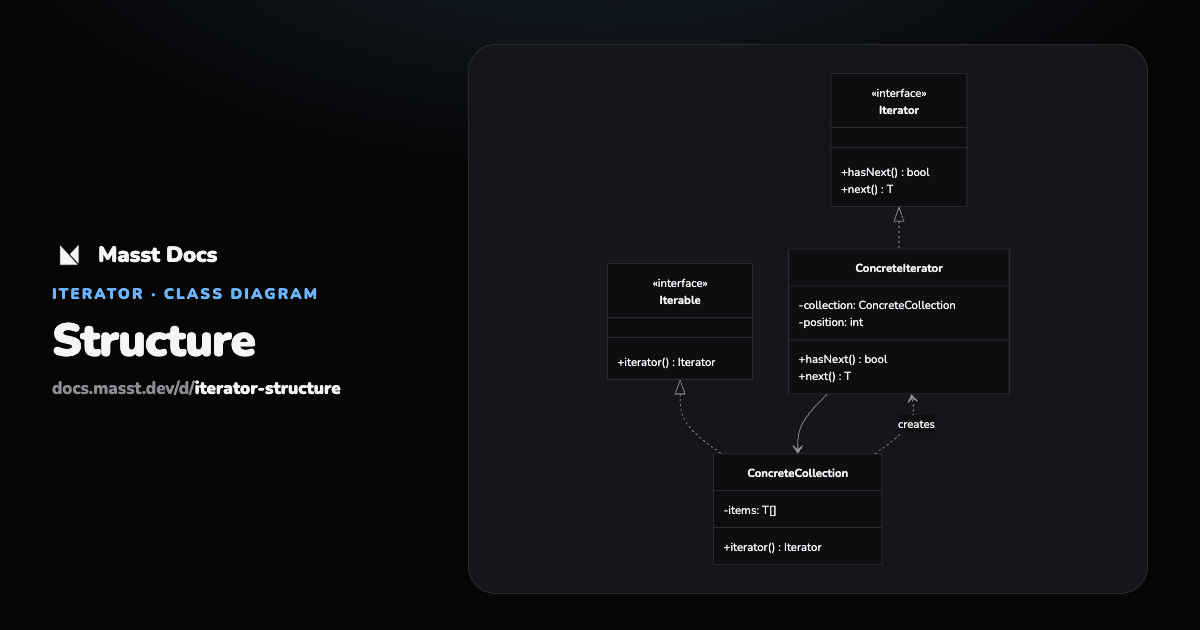 Masst Docs
ITERATOR · CLASS DIAGRAM
Structure
docs.masst.dev/d/iterator-structure
«interface»
Iterator
+hasNext() : bool
+next() : T
«interface»
Iterable
+iterator() : Iterator
ConcreteIterator
-collection: ConcreteCollection
-position: int
+hasNext() : bool
+next() : T
creates
ConcreteCollection
-items: T[]
+iterator() : Iterator